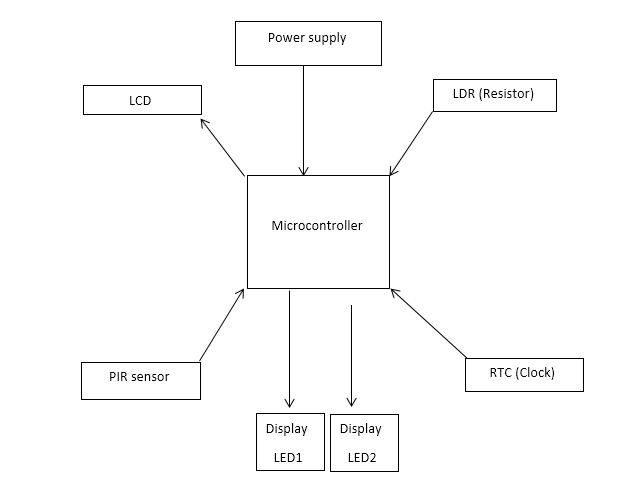 Power supply
LCD
LDR (Resistor)
Microcontroller
PIR sensor
RTC (Clock)
Display
LED1
Display
LED2